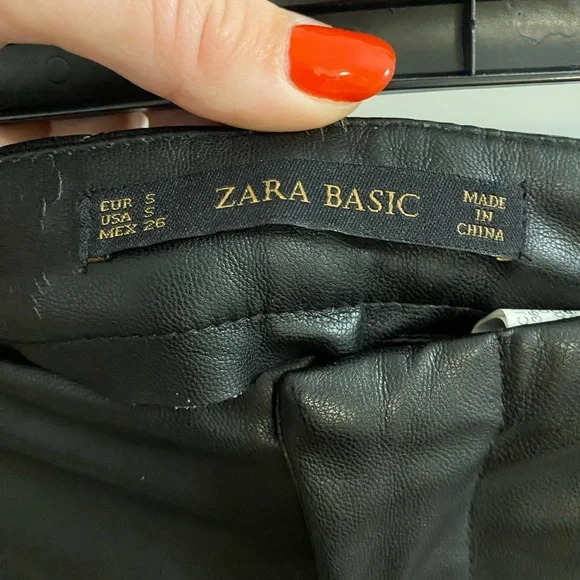 EUR S
USA S
MEX 26
ZARA BASIC
MADE
IN
CHINA